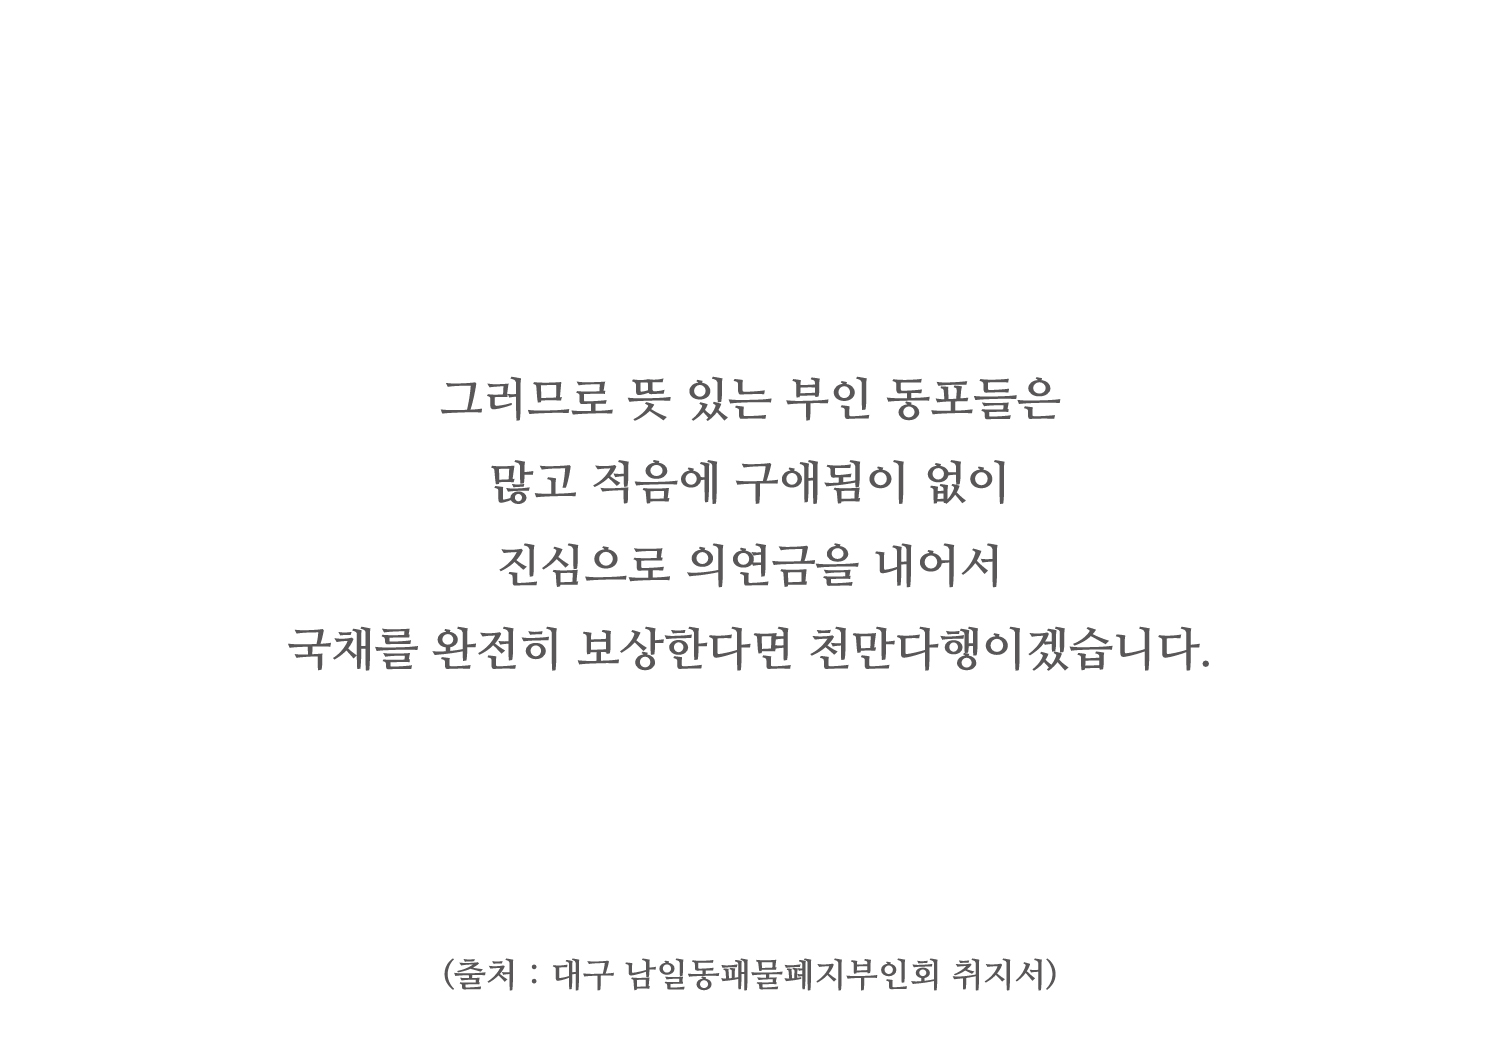 그러므로 뜻 있는 부인 동포들은
많고 적음에 구애됨이 없이
진심으로 의연금을 내어서
국채를 완전히 보상한다면 천만다행이겠습니다.
(출처 : 대구 남일동패물폐지부인회 취지서)